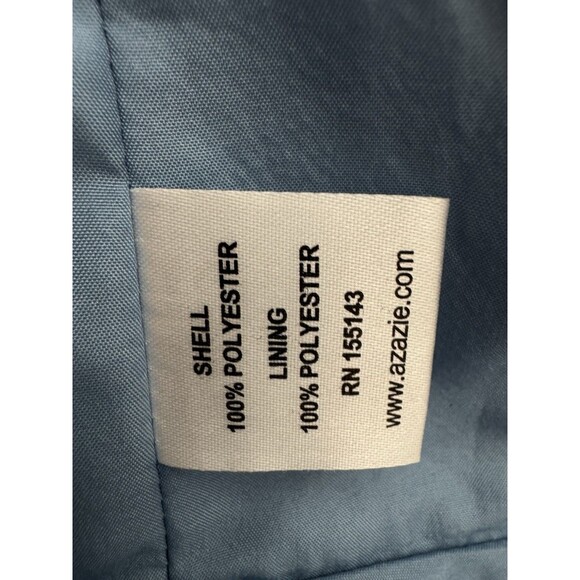 SHELL
100% POLYESTER
LINING
100% POLYESTER
RN 155143
www.azazie.com